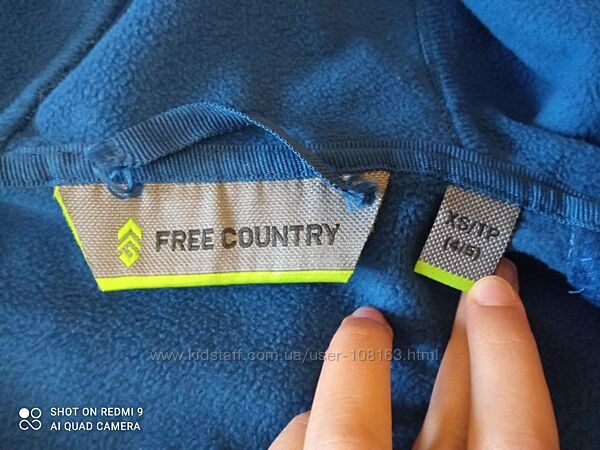 FREE COUNTRY
XS/TP
(4/5)
www.kidstaff.com.ua/user-108163.html
SHOT ON REDMI 9
AI QUAD CAMERA